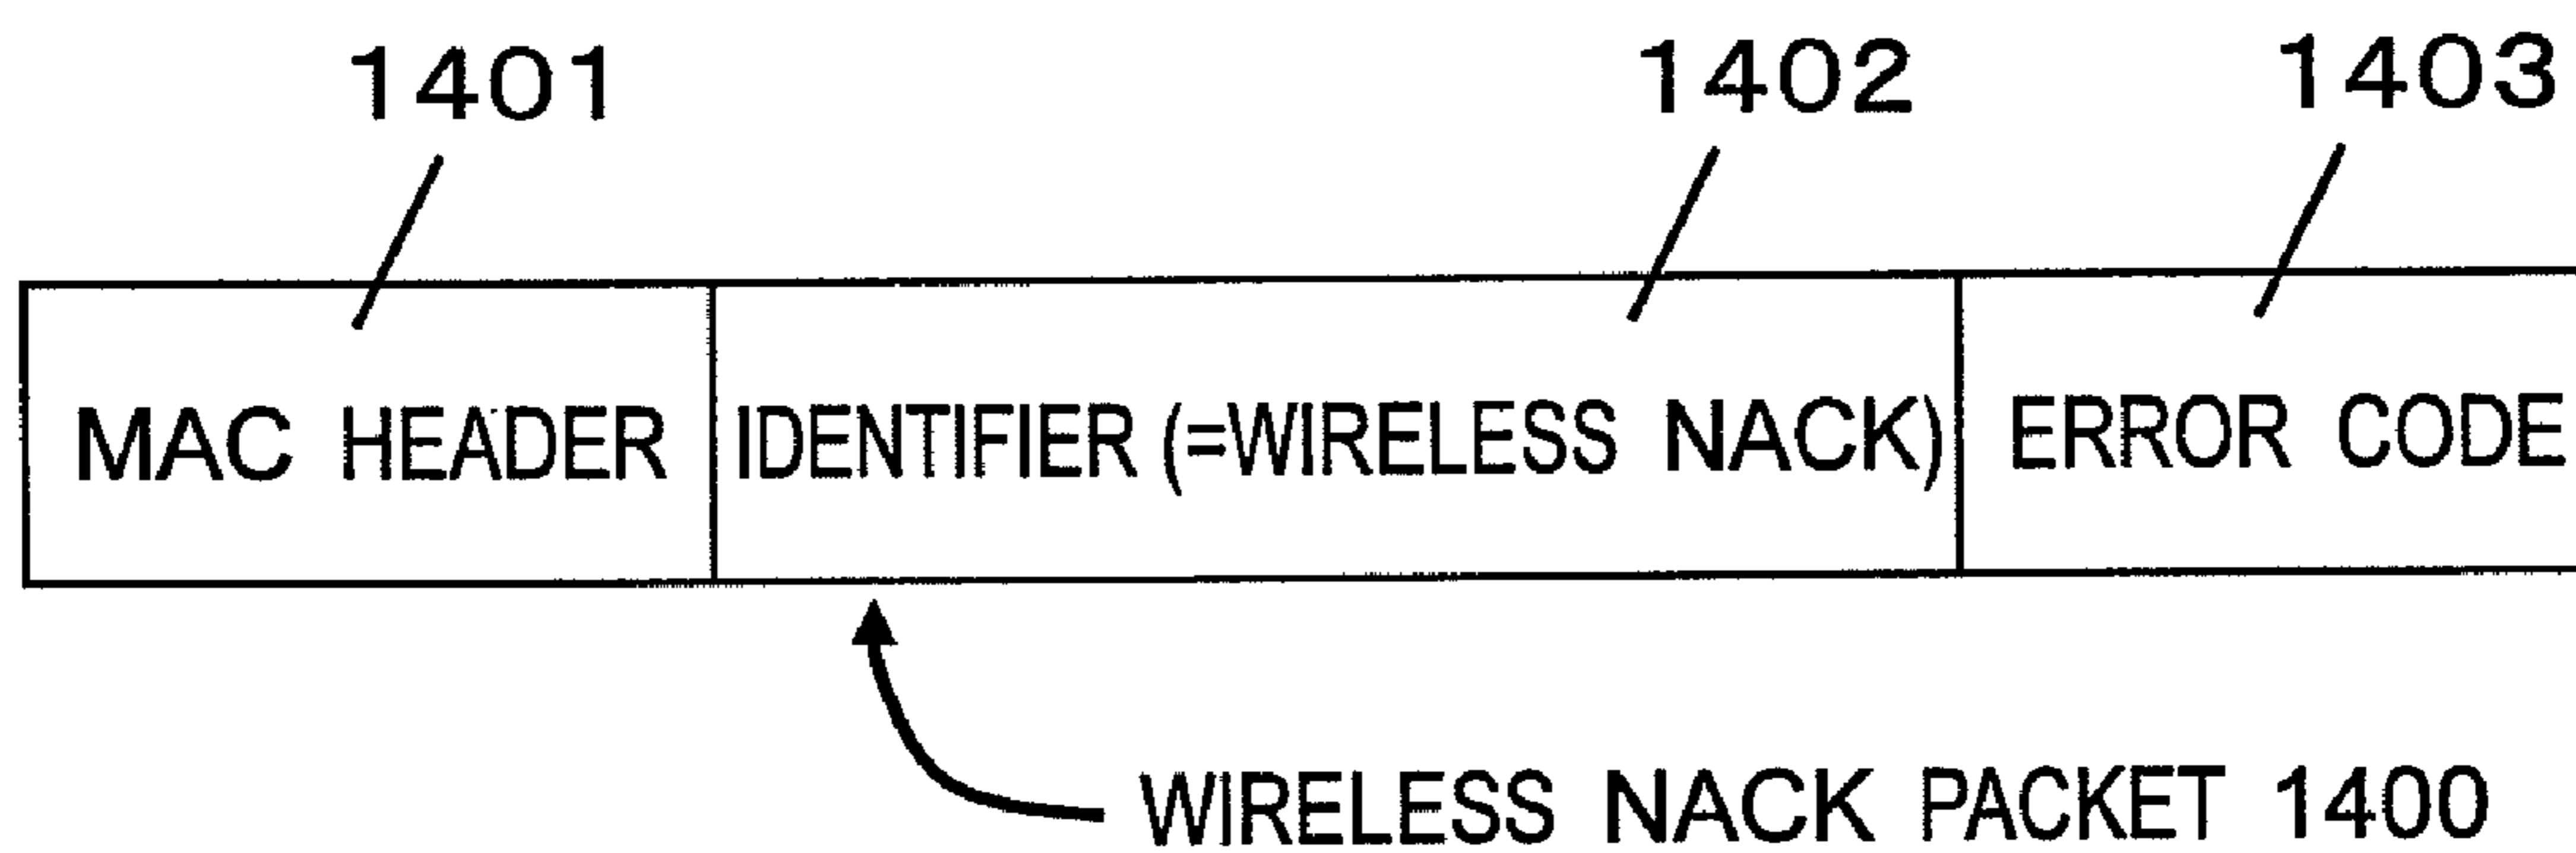 1401 1402 1403
MAC HEADER IDENTIFIER (=WIRELESS NACK) ERROR CODE
WIRELESS NACK PACKET 1400